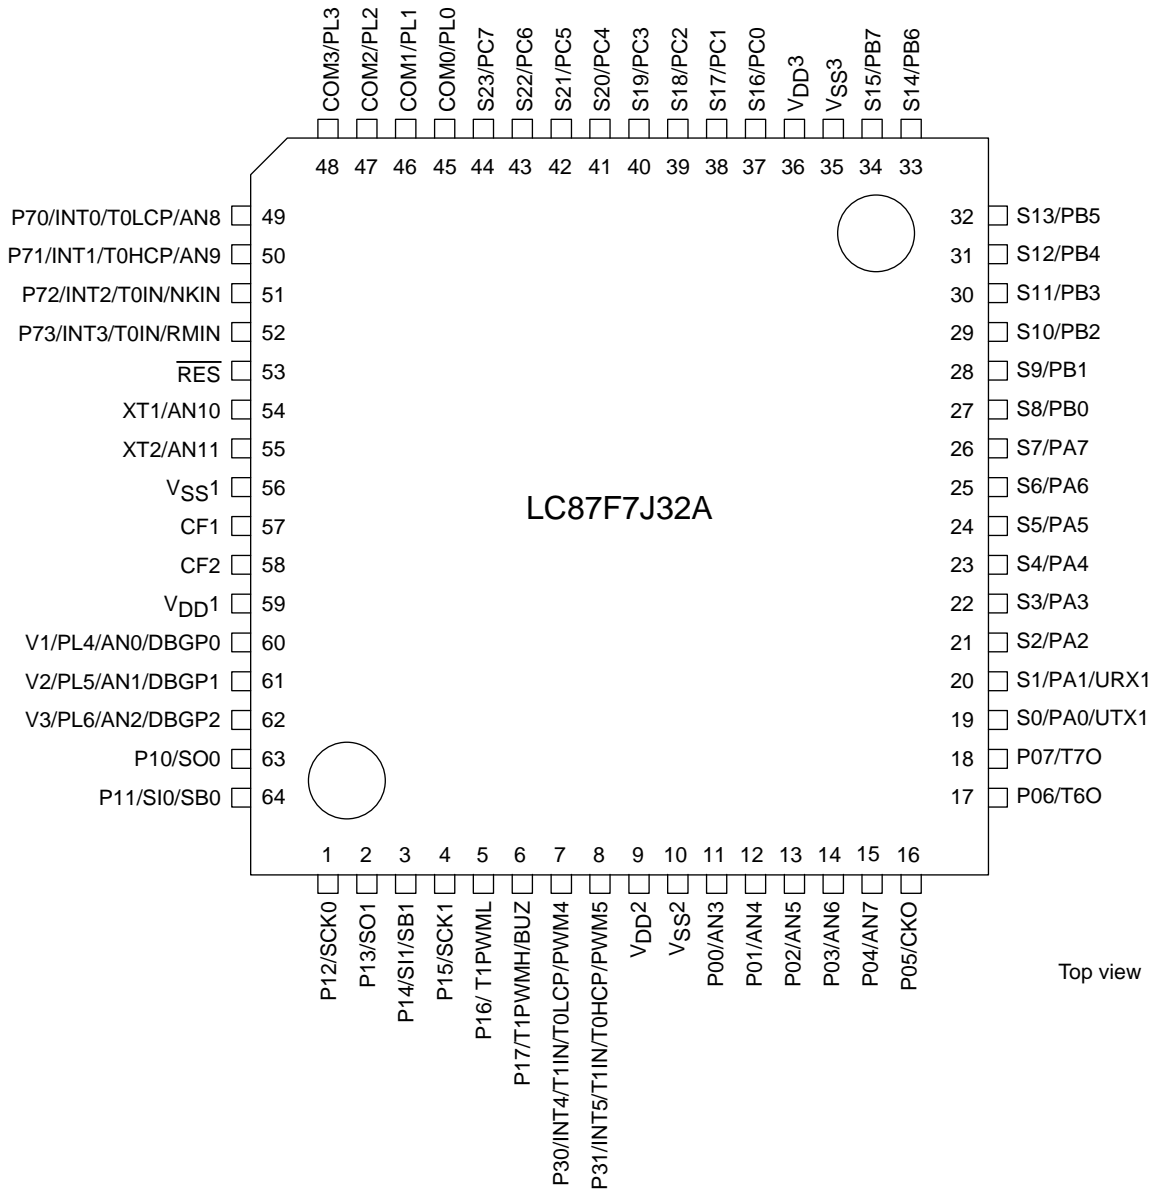 COM3/PL3
COM2/PL2
COM1/PL1
COM0/PL0
S23/PC7
S22/PC6
S21/PC5
S20/PC4
S19/PC3
S18/PC2
S17/PC1
S16/PC0
VDD3
VSS3
S15/PB7
S14/PB6
48 47 46 45 44 43 42 41 40 39 38 37 36 35 34 33
P70/INT0/T0LCP/AN8 49
P71/INT1/T0HCP/AN9 50
P72/INT2/T0IN/NKIN 51
P73/INT3/T0IN/RMIN 52
RES 53
XT1/AN10 54
XT2/AN11 55
VSS1 56
CF1 57
CF2 58
VDD1 59
V1/PL4/AN0/DBGP0 60
V2/PL5/AN1/DBGP1 61
V3/PL6/AN2/DBGP2 62
P10/SO0 63
P11/SI0/SB0 64
LC87F7J32A
32 S13/PB5
31 S12/PB4
30 S11/PB3
29 S10/PB2
28 S9/PB1
27 S8/PB0
26 S7/PA7
25 S6/PA6
24 S5/PA5
23 S4/PA4
22 S3/PA3
21 S2/PA2
20 S1/PA1/URX1
19 S0/PA0/UTX1
18 P07/T7O
17 P06/T6O
1 2 3 4 5 6 7 8 9 10 11 12 13 14 15 16
P12/SCK0
P13/SO1
P14/SI1/SB1
P15/SCK1
P16/ T1PWML
P17/T1PWMH/BUZ
P30/INT4/T1IN/T0LCP/PWM4
P31/INT5/T1IN/T0HCP/PWM5
VDD2
VSS2
P00/AN3
P01/AN4
P02/AN5
P03/AN6
P04/AN7
P05/CKO
Top view